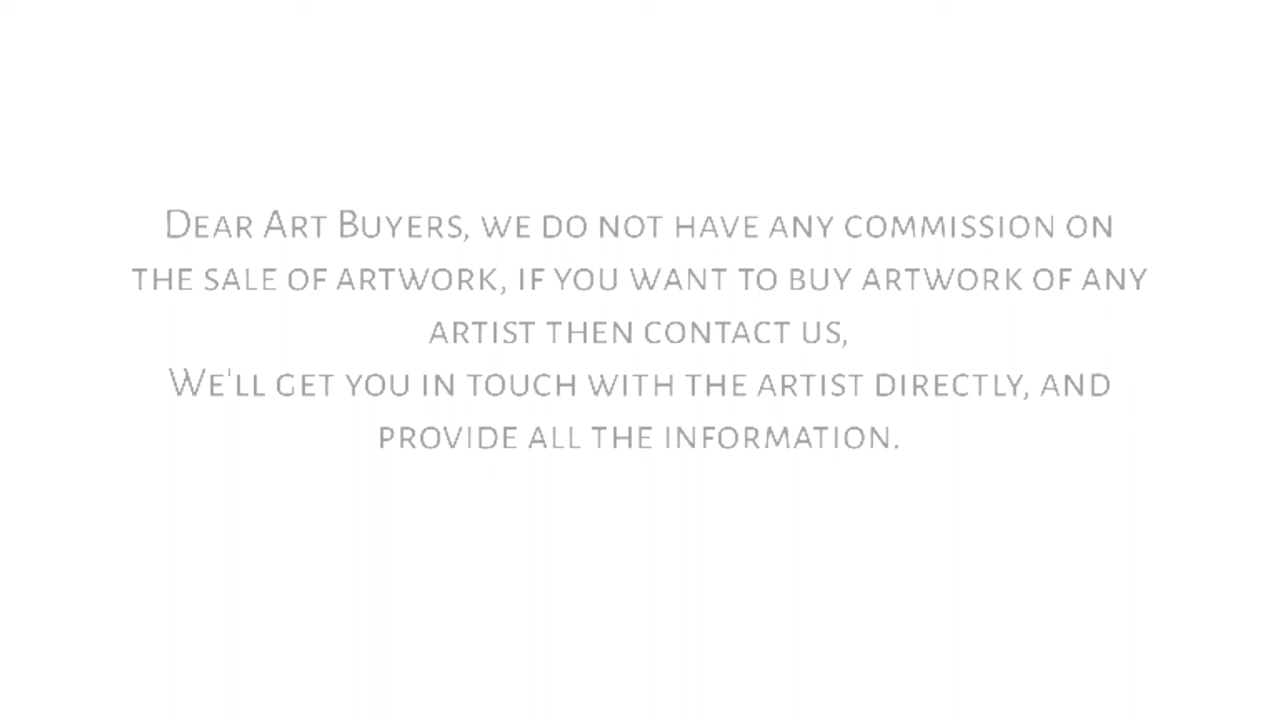 Dear Art Buyers, we do not have any commission on
the sale of artwork, if you want to buy artwork of any
artist then contact us,
We'll get you in touch with the artist directly, and
provide all the information.